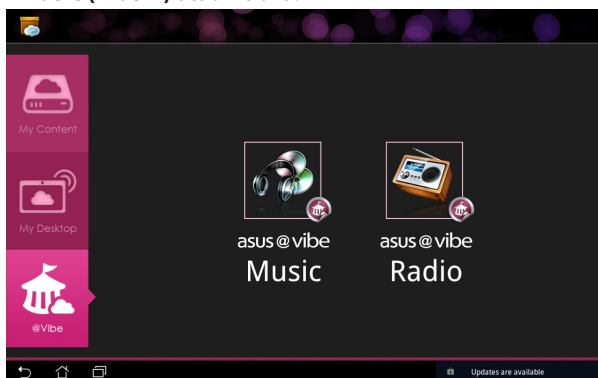 My Content
My Desktop
@Vibe
asus@vibe
Music
asus@vibe
Radio
Updates are available